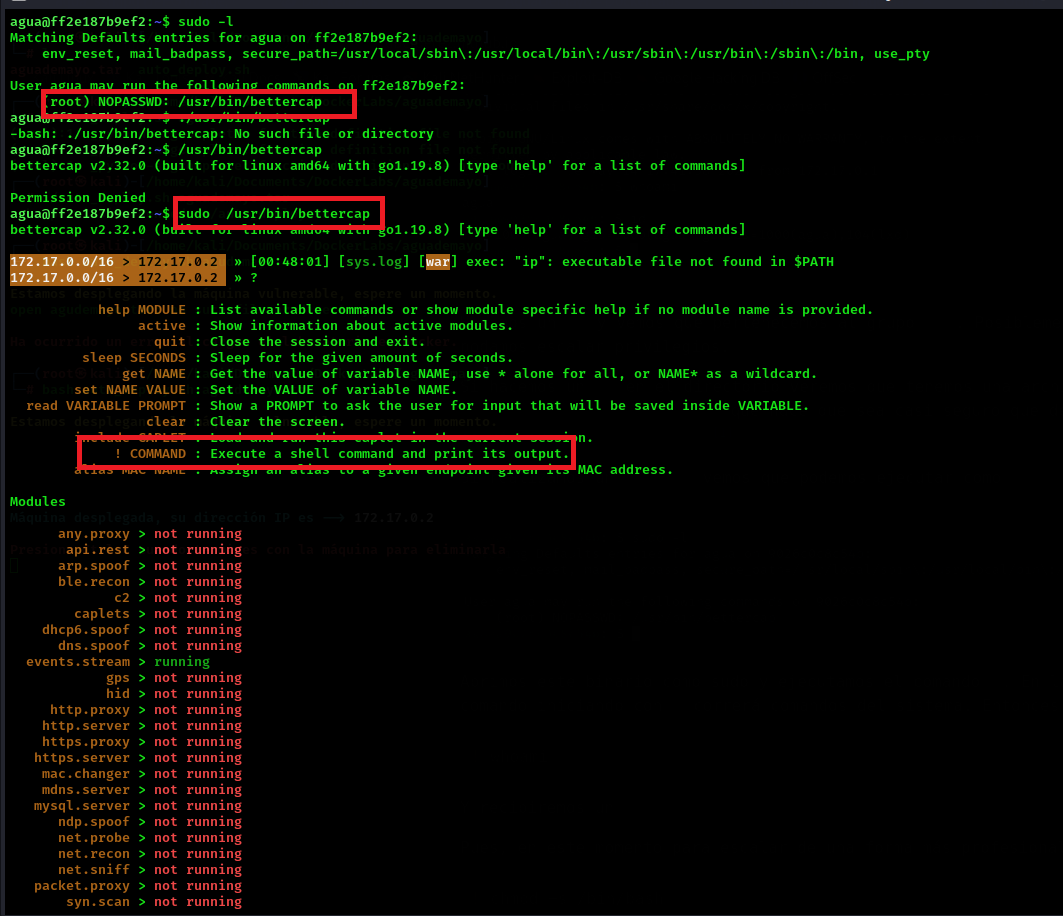 agua@ff2e187b9ef2:~$ sudo -l
Matching Defaults entries for agua on ff2e187b9ef2:
    env_reset, mail_badpass, secure_path=/usr/local/sbin\:/usr/local/bin\:/usr/sbin\:/usr/bin\:/sbin\:/bin, use_pty
User agua may run the following commands on ff2e187b9ef2:
    (root) NOPASSWD: /usr/bin/bettercap
agua@ff2e187b9ef2:~$ ./usr/bin/bettercap
-bash: ./usr/bin/bettercap: No such file or directory
agua@ff2e187b9ef2:~$ /usr/bin/bettercap
bettercap v2.32.0 (built for linux amd64 with go1.19.8) [type 'help' for a list of commands]
Permission Denied
agua@ff2e187b9ef2:~$ sudo  /usr/bin/bettercap
bettercap v2.32.0 (built for linux amd64 with go1.19.8) [type 'help' for a list of commands]
172.17.0.0/16 > 172.17.0.2  » [00:48:01] [sys.log] [war] exec: "ip": executable file not found in $PATH
172.17.0.0/16 > 172.17.0.2  » ?
help MODULE : List available commands or show module specific help if no module name is provided.
active : Show information about active modules.
quit : Close the session and exit.
sleep SECONDS : Sleep for the given amount of seconds.
get NAME : Get the value of variable NAME, use * alone for all, or NAME* as a wildcard.
set NAME VALUE : Set the VALUE of variable NAME.
read VARIABLE PROMPT : Show a PROMPT to ask the user for input that will be saved inside VARIABLE.
clear : Clear the screen.
include CAPLET : Load and run this caplet in the current session.
! COMMAND : Execute a shell command and print its output.
alias MAC NAME : Assign an alias to a given endpoint given its MAC address.
Modules
any.proxy > not running
api.rest > not running
arp.spoof > not running
ble.recon > not running
c2 > not running
caplets > not running
dhcp6.spoof > not running
dns.spoof > not running
events.stream > running
gps > not running
hid > not running
http.proxy > not running
http.server > not running
https.proxy > not running
https.server > not running
mac.changer > not running
mdns.server > not running
mysql.server > not running
ndp.spoof > not running
net.probe > not running
net.recon > not running
net.sniff > not running
packet.proxy > not running
syn.scan > not running